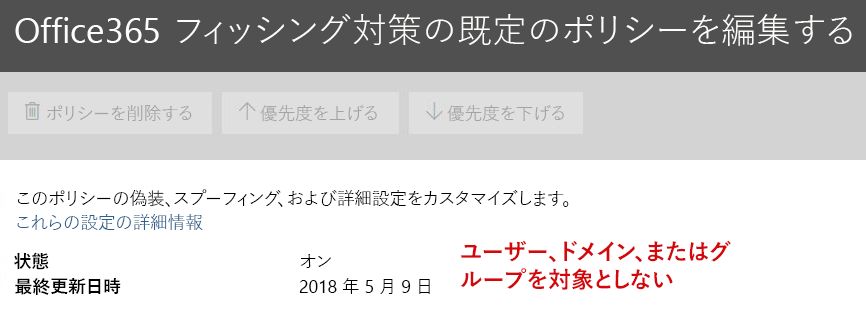 Office365 フィッシング対策の既定のポリシーを編集する
ポリシーを削除する 優先度を上げる 優先度を下げる
このポリシーの偽装、スプーフィング、および詳細設定をカスタマイズします。
これらの設定の詳細情報
状態 オン
最終更新日時 2018 年 5 月 9 日
ユーザー、ドメイン、またはグ
ループを対象としない